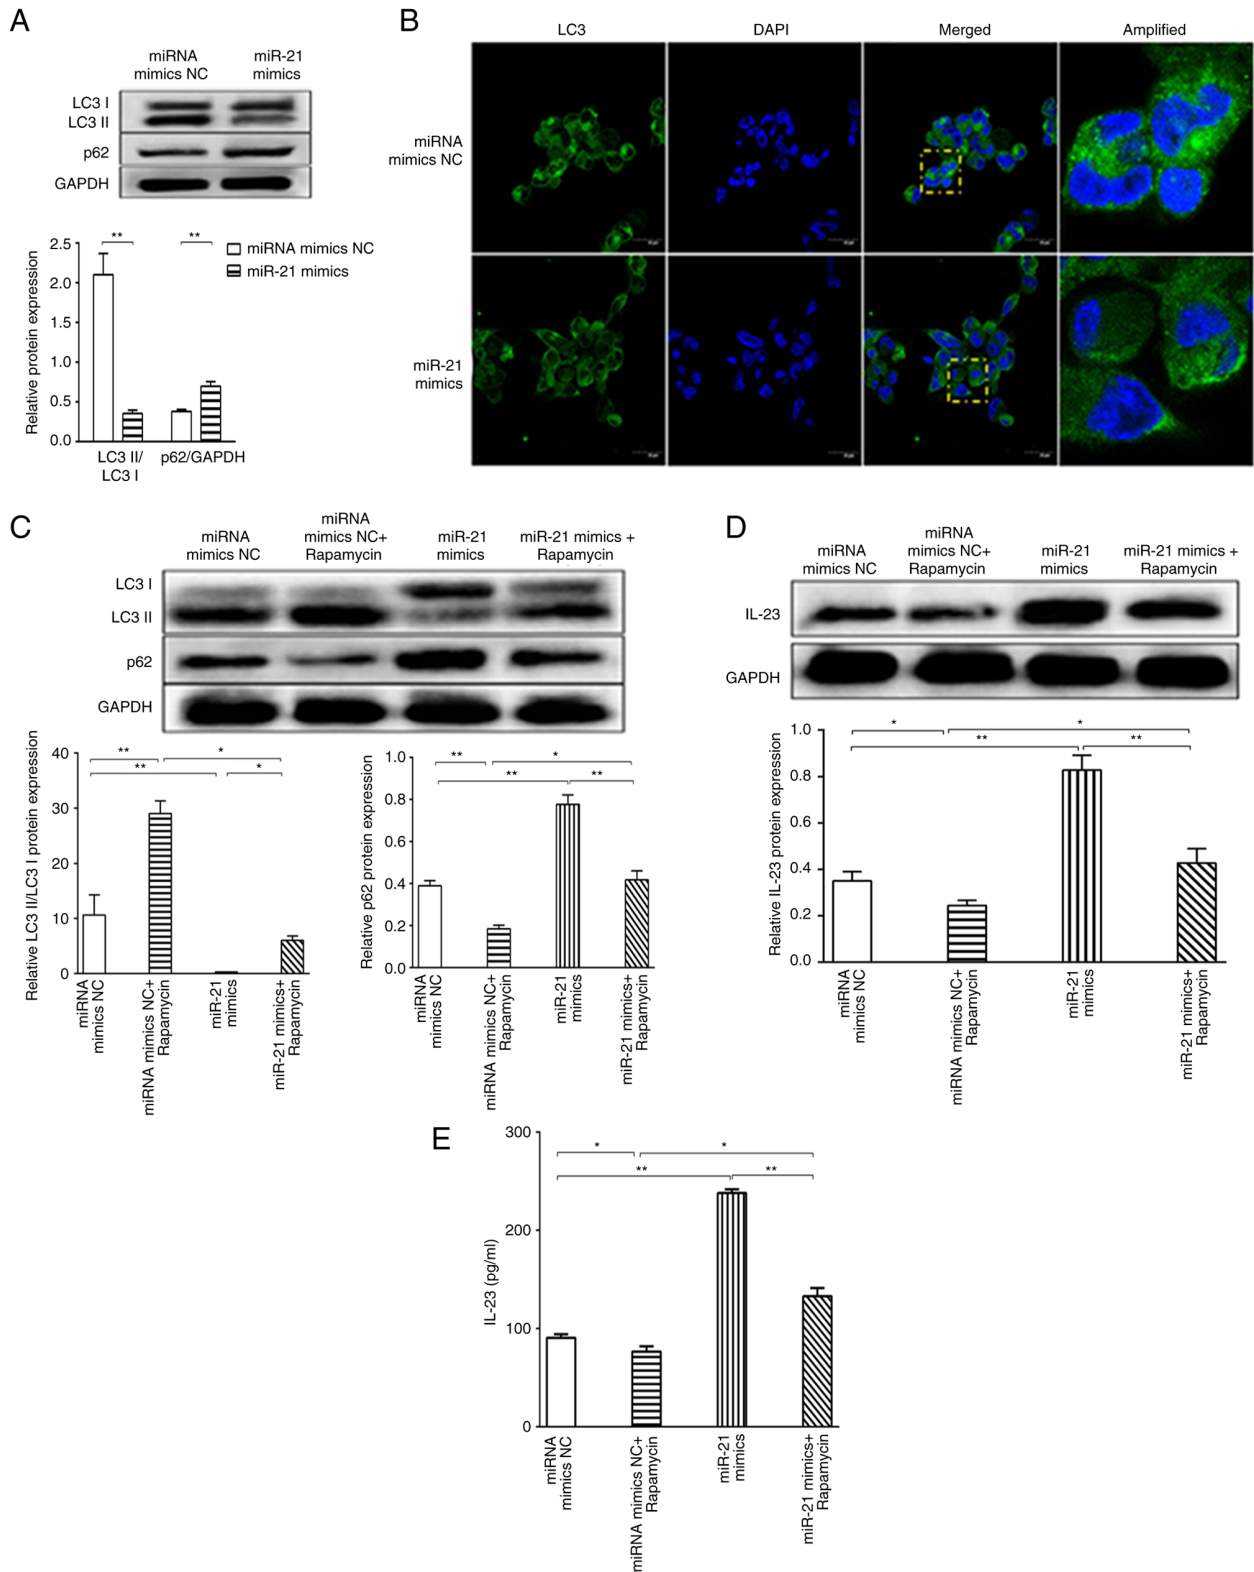 A
miRNA
mimics NC
miR-21
mimics
LC3 I
LC3 II
p62
GAPDH
**
**
miRNA mimics NC
miR-21 mimics
Relative protein expression
2.5
2.0
1.5
1.0
0.5
0.0
LC3 II/
LC3 I
p62/GAPDH
B
LC3
DAPI
Merged
Amplified
miRNA
mimics NC
miR-21
mimics
C
miRNA
mimics NC
miRNA
mimics NC+
Rapamycin
miR-21
mimics
miR-21 mimics +
Rapamycin
LC3 I
LC3 II
p62
GAPDH
Relative LC3 II/LC3 I protein expression
40
30
20
10
0
**
*
**
*
miRNA
mimics NC
miRNA mimics NC+
Rapamycin
miR-21
mimics
miR-21 mimics+
Rapamycin
Relative p62 protein expression
1.0
0.8
0.6
0.4
0.2
0.0
**
*
**
**
miRNA
mimics NC
miRNA mimics NC+
Rapamycin
miR-21
mimics
miR-21 mimics+
Rapamycin
D
miRNA
mimics NC
miRNA
mimics NC+
Rapamycin
miR-21
mimics
miR-21 mimics +
Rapamycin
IL-23
GAPDH
Relative IL-23 protein expression
1.0
0.8
0.6
0.4
0.2
0.0
*
*
**
**
miRNA
mimics NC
miRNA mimics NC+
Rapamycin
miR-21
mimics
miR-21 mimics+
Rapamycin
E
IL-23 (pg/ml)
300
200
100
0
*
*
**
**
miRNA
mimics NC
miRNA mimics NC+
Rapamycin
miR-21
mimics
miR-21 mimics+
Rapamycin